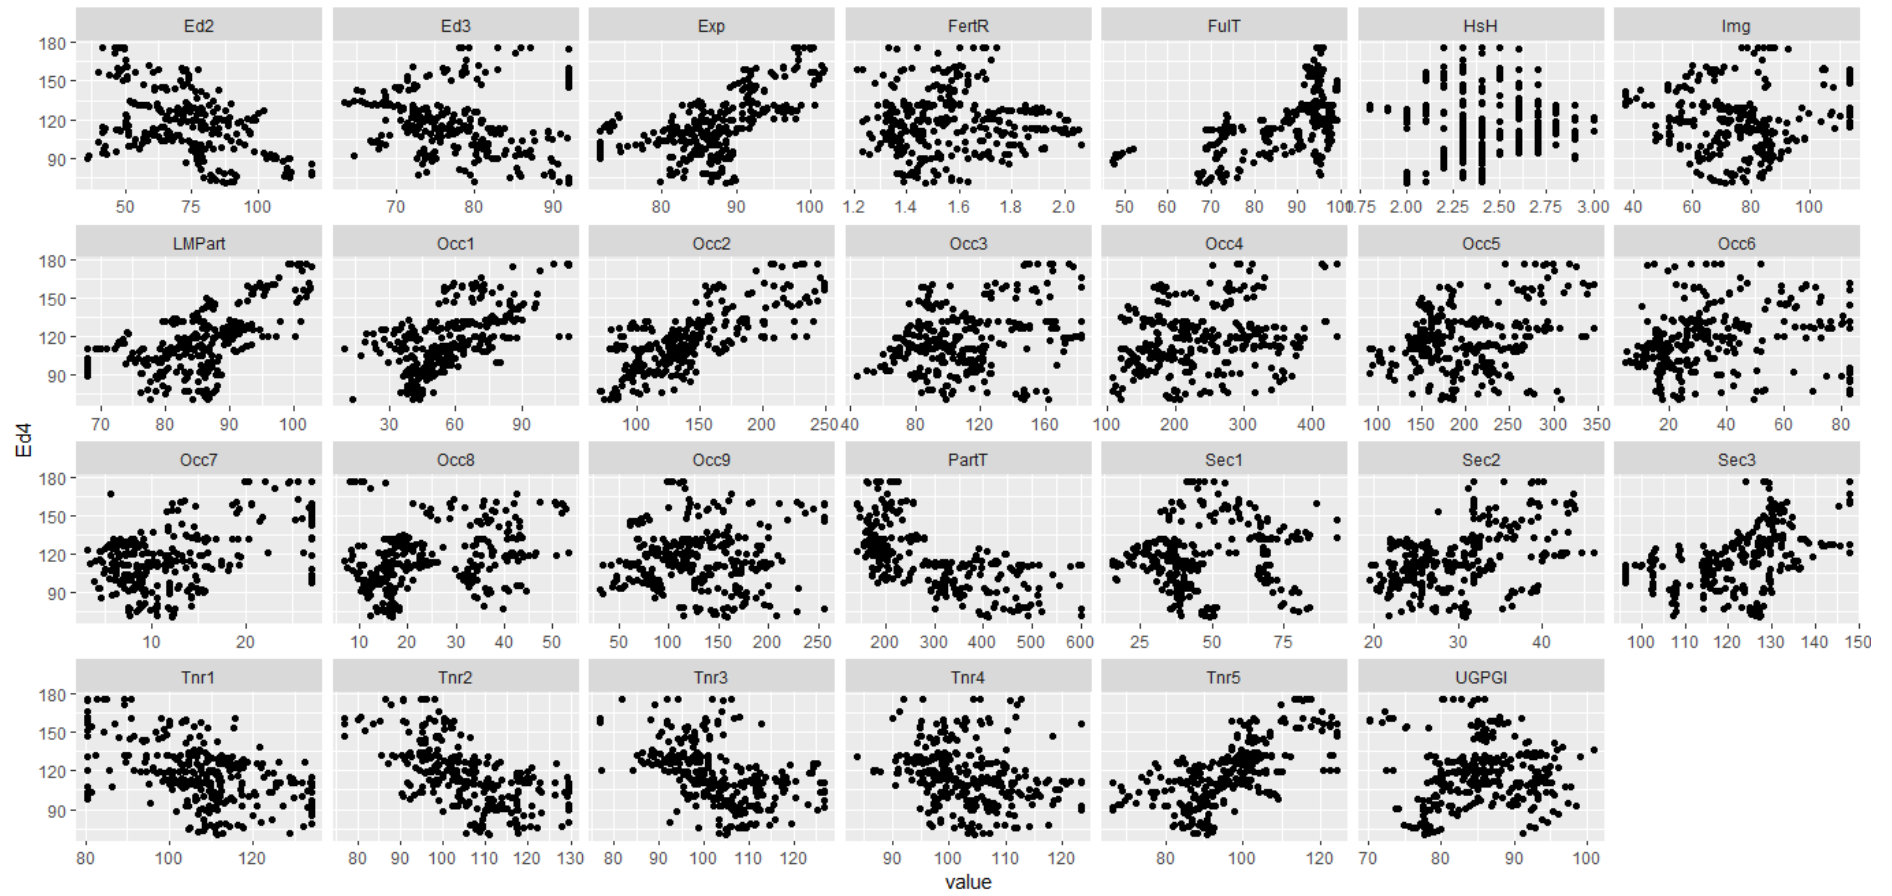 Ed2 Ed3 Exp FertR FulT HsH Img
180
150
120
90
50 75 100 70 80 90 80 90 100 1.2 1.4 1.6 1.8 2.0 50 60 70 80 90 100 1.75 2.00 2.25 2.50 2.75 3.00 40 60 80 100
LMPart Occ1 Occ2 Occ3 Occ4 Occ5 Occ6
180
150
120
90
70 80 90 100 30 60 90 100 150 200 250 40 80 120 160 100 200 300 400 100 150 200 250 300 350 20 40 60 80
Ed4
Occ7 Occ8 Occ9 PartT Sec1 Sec2 Sec3
180
150
120
90
10 20 10 20 30 40 50 50 100 150 200 250 200 300 400 500 600 25 50 75 20 30 40 100 110 120 130 140 150
Tnr1 Tnr2 Tnr3 Tnr4 Tnr5 UGPGI
180
150
120
90
80 100 120 80 90 100 110 120 130 80 90 100 110 120 90 100 110 120 80 100 120 70 80 90 100
value